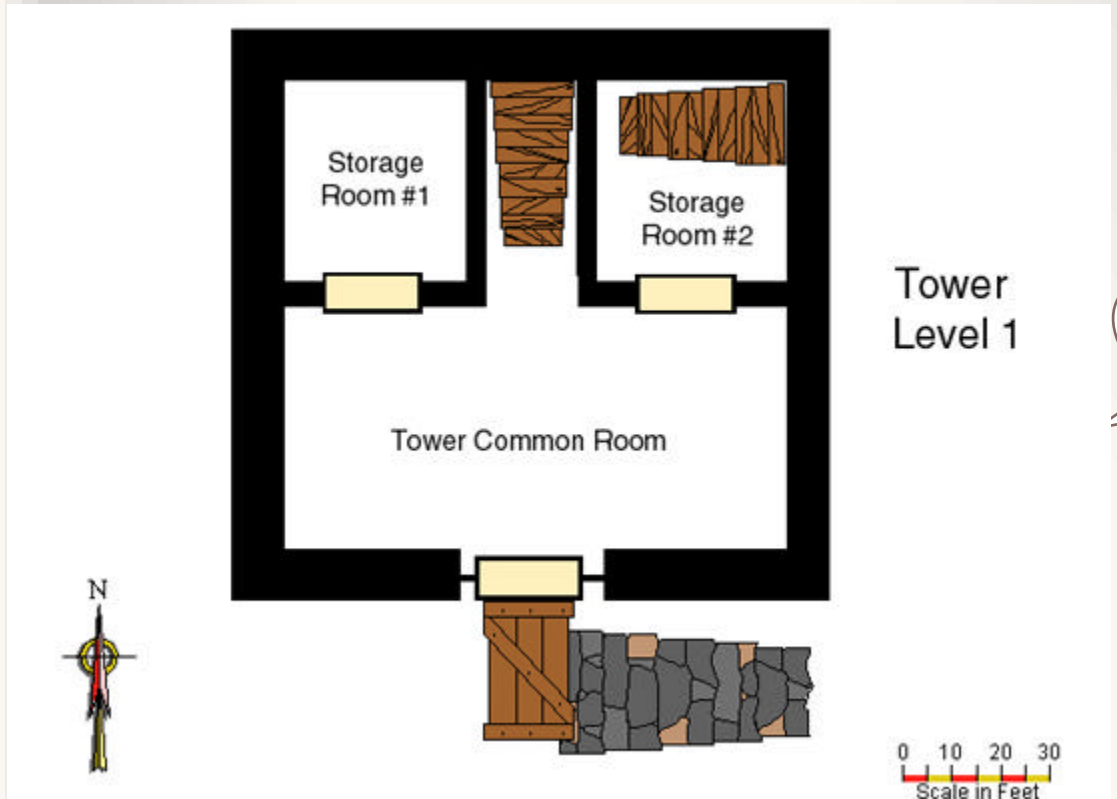 Storage
Room #1
Storage
Room #2
Tower
Level 1
Tower Common Room
N
0 10 20 30
Scale in Feet